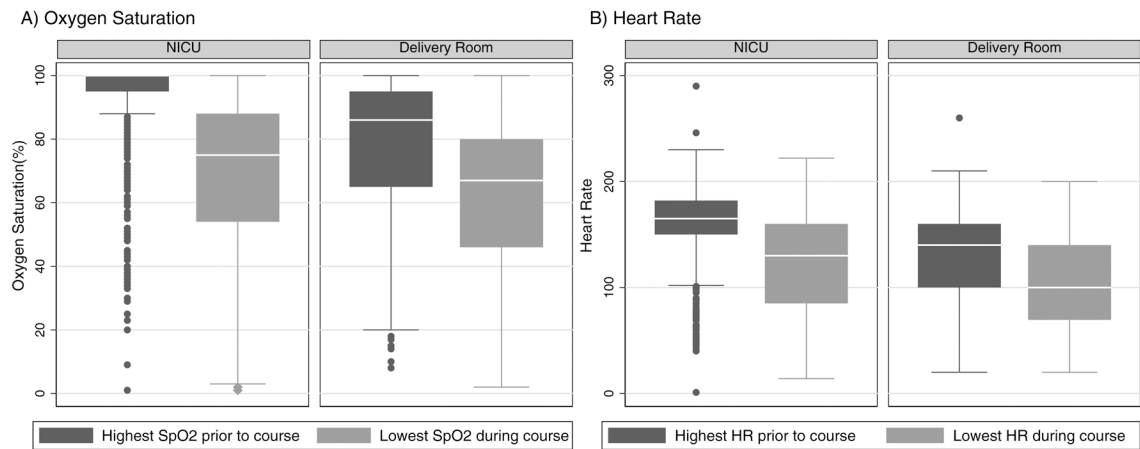 A) Oxygen Saturation
NICU
Delivery Room
Oxygen Saturation(%)
100
80
60
40
20
0
Highest SpO2 prior to course
Lowest SpO2 during course
B) Heart Rate
NICU
Delivery Room
Heart Rate
300
200
100
0
Highest HR prior to course
Lowest HR during course